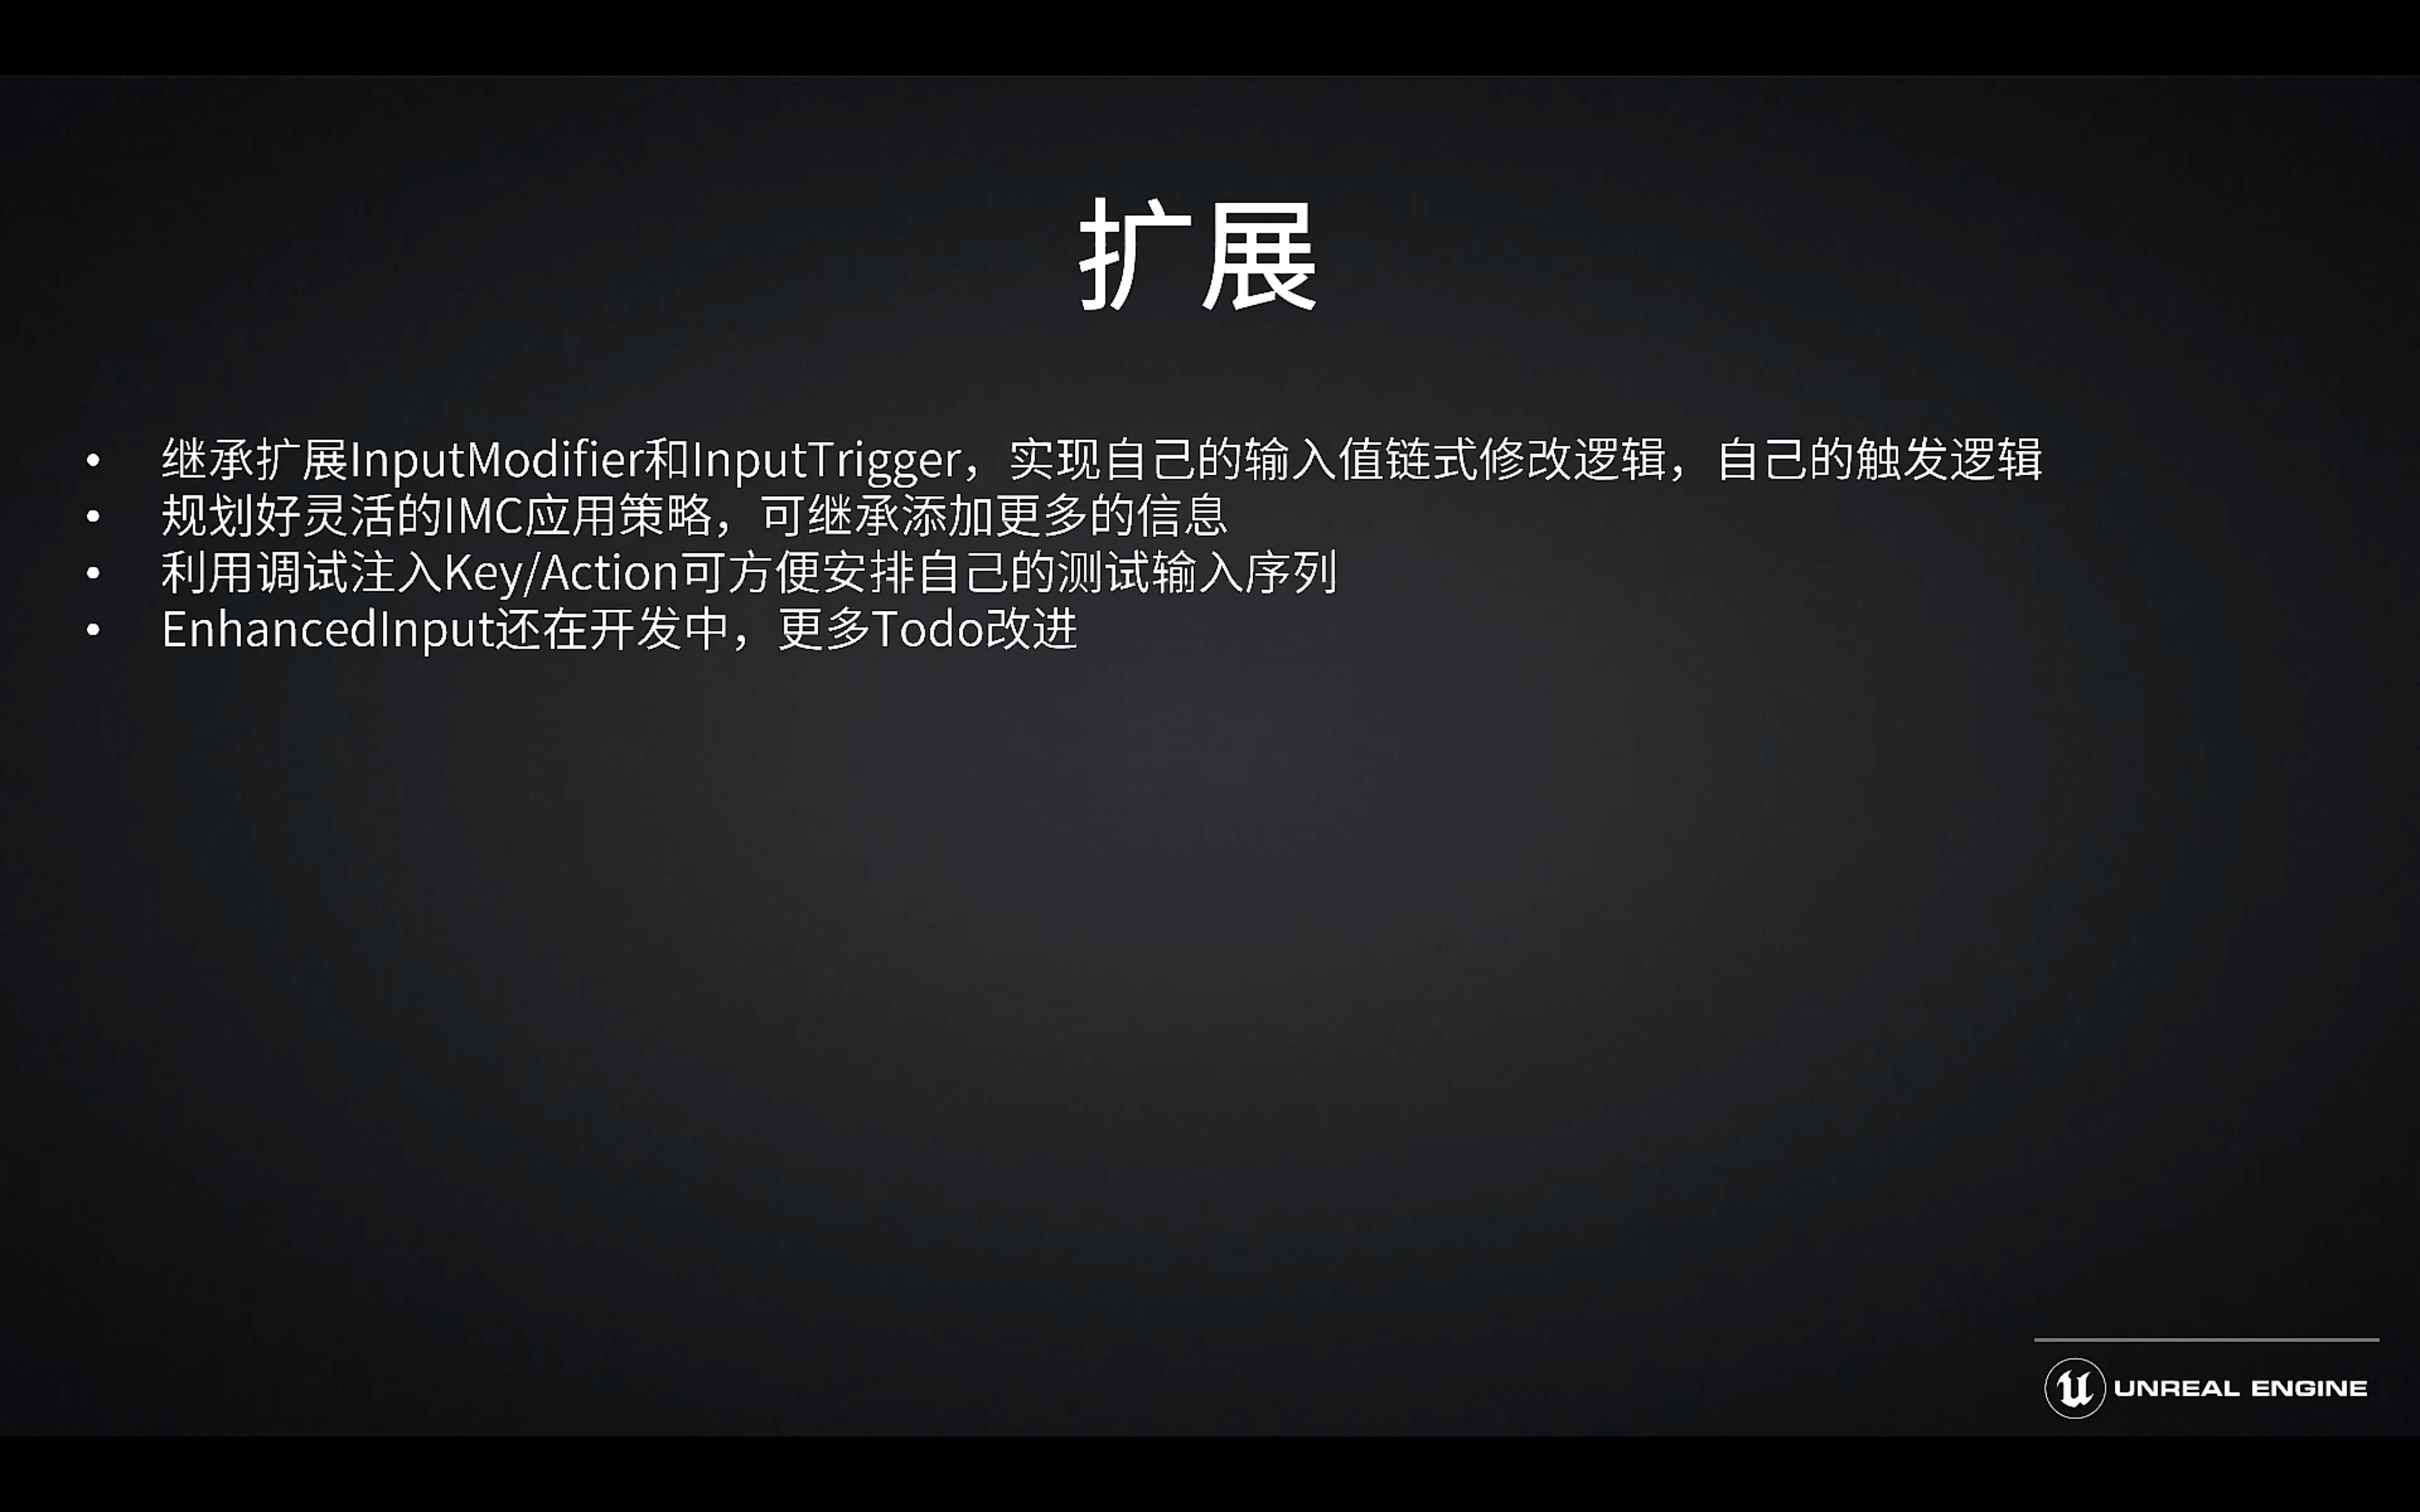 扩展
• 继承扩展InputModifier和InputTrigger，实现自己的输入值链式修改逻辑，自己的触发逻辑
• 规划好灵活的IMC应用策略，可继承添加更多的信息
• 利用调试注入Key/Action可方便安排自己的测试输入序列
• EnhancedInput还在开发中，更多Todo改进
UNREAL ENGINE